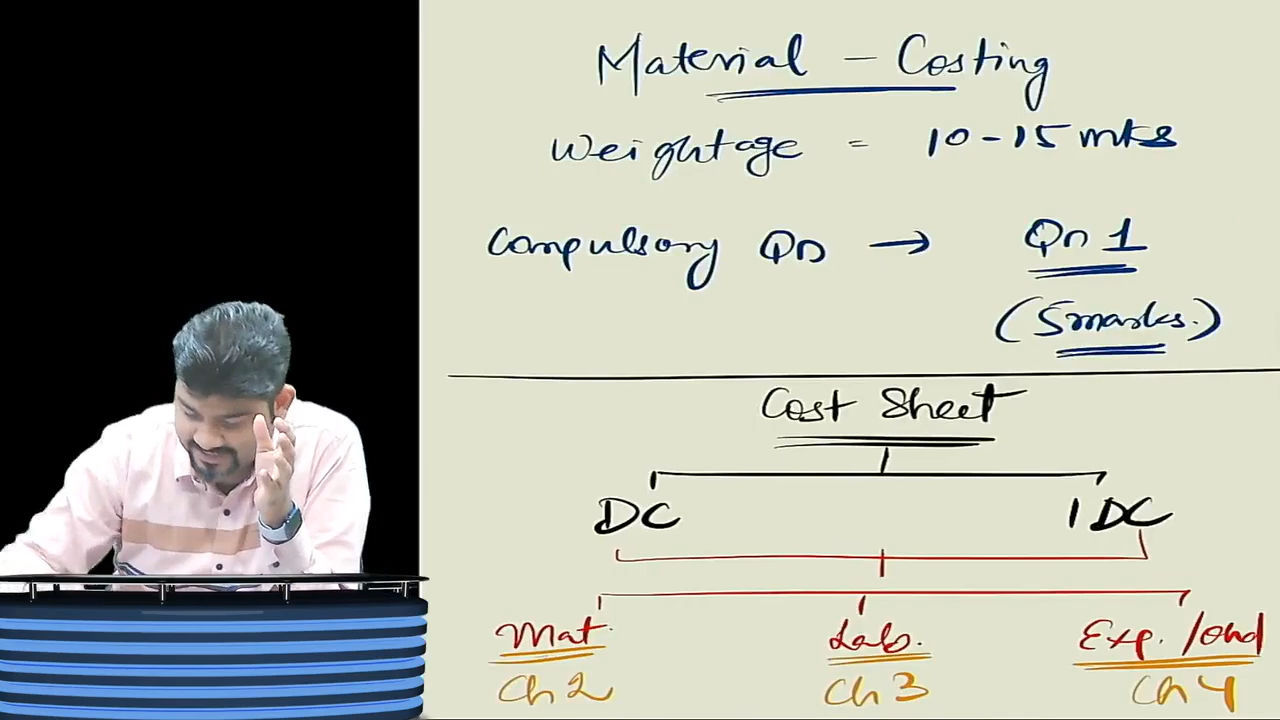 Material - Costing
Weightage = 10-15 mks
Compulsory Qn → Qn 1
(5 marks.)
Cost Sheet
DC IDC
Mat. Lab. Exp. / Ohd
Ch 2 Ch 3 Ch 4